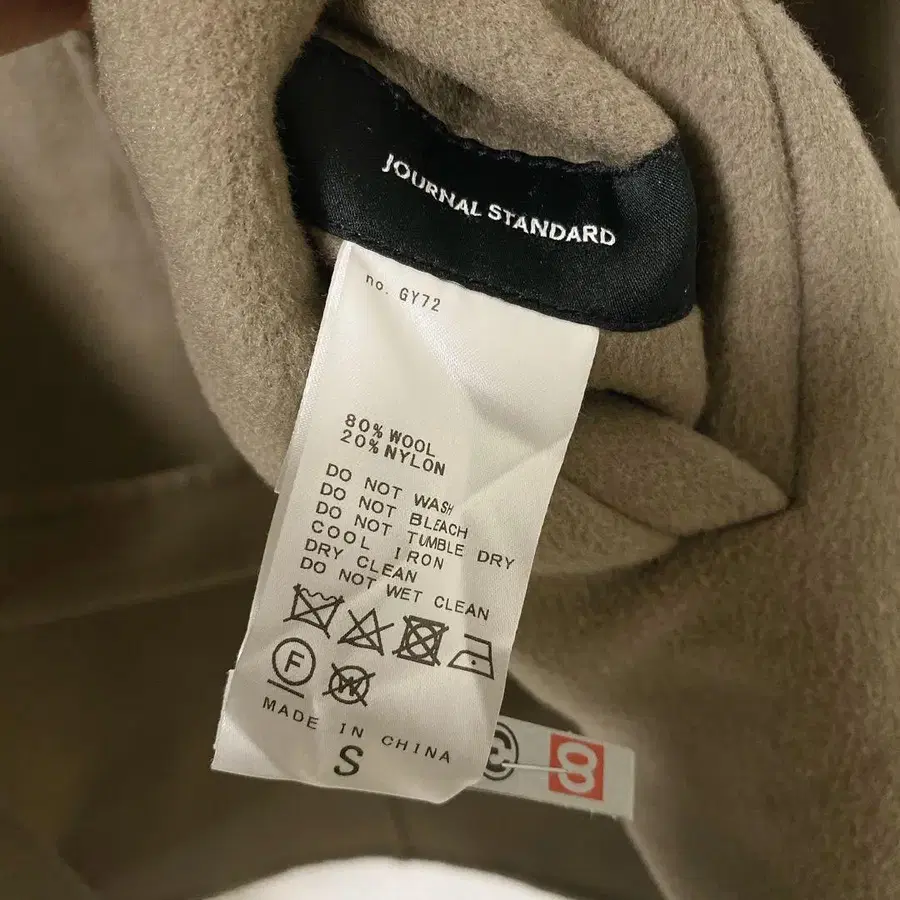 JOURNAL STANDARD
no. GY72
80% WOOL
20% NYLON
DO NOT WASH
DO NOT BLEACH
DO NOT TUMBLE DRY
COOL IRON
DRY CLEAN
DO NOT WET CLEAN
F W
MADE IN CHINA
S